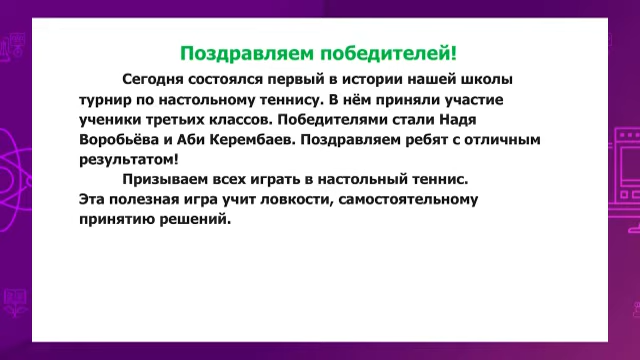 Поздравляем победителей!
Сегодня состоялся первый в истории нашей школы
турнир по настольному теннису. В нём приняли участие
ученики третьих классов. Победителями стали Надя
Воробьёва и Аби Керембаев. Поздравляем ребят с отличным
результатом!
Призываем всех играть в настольный теннис.
Эта полезная игра учит ловкости, самостоятельному
принятию решений.